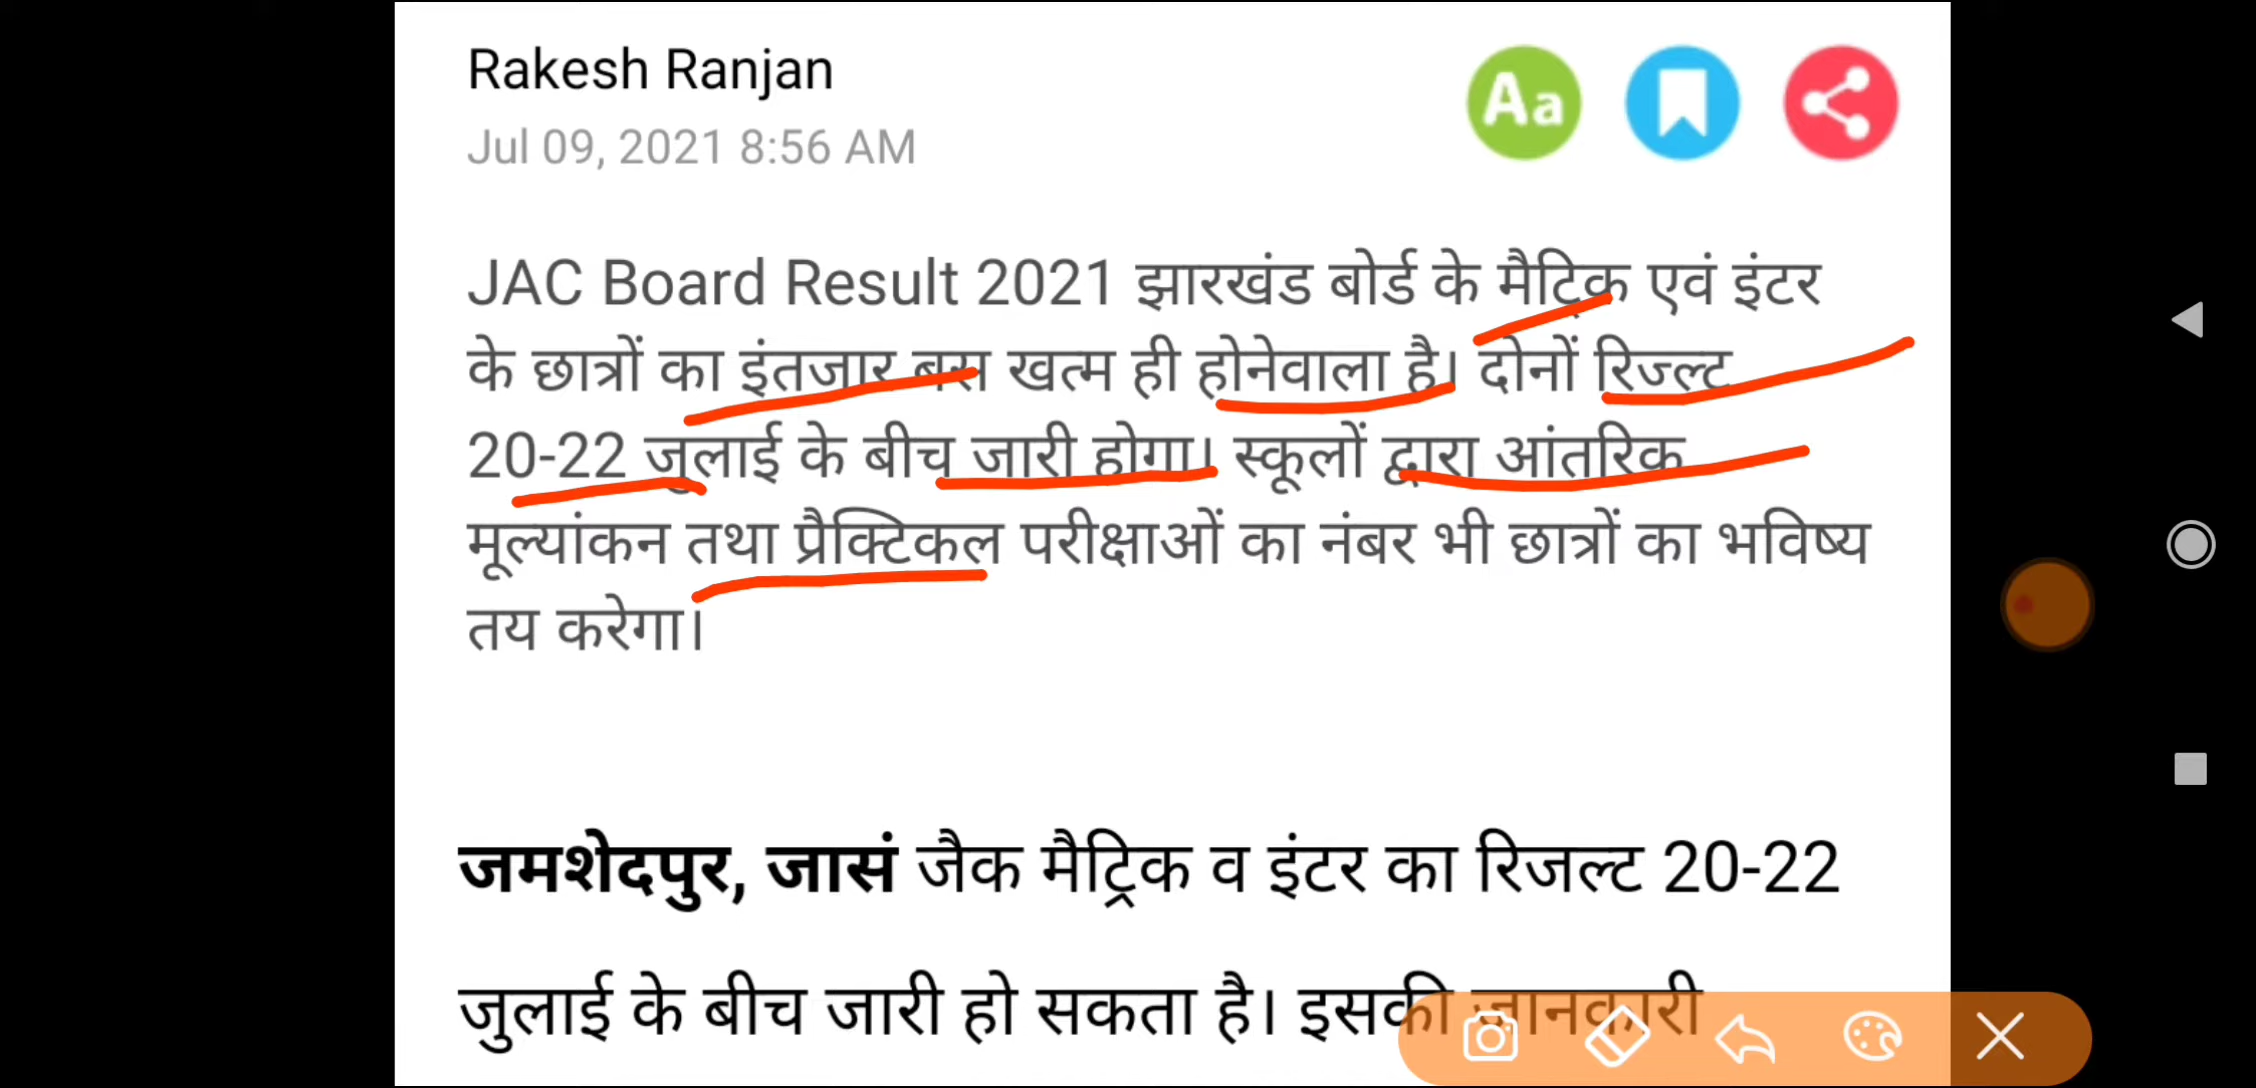 Rakesh Ranjan
Aa
Jul 09, 2021 8:56 AM
JAC Board Result 2021 झारखंड बोर्ड के मैट्रिक एवं इंटर
के छात्रों का इंतजार बस खत्म ही होनेवाला है। दोनों रिज्ल्ट
20-22 जुलाई के बीच जारी होगा। स्कूलों द्वारा आंतरिक
मूल्यांकन तथा प्रैक्टिकल परीक्षाओं का नंबर भी छात्रों का भविष्य
तय करेगा।
जमशेदपुर, जासं जैक मैट्रिक व इंटर का रिजल्ट 20-22
जुलाई के बीच जारी हो सकता है। इसकी जानकारी